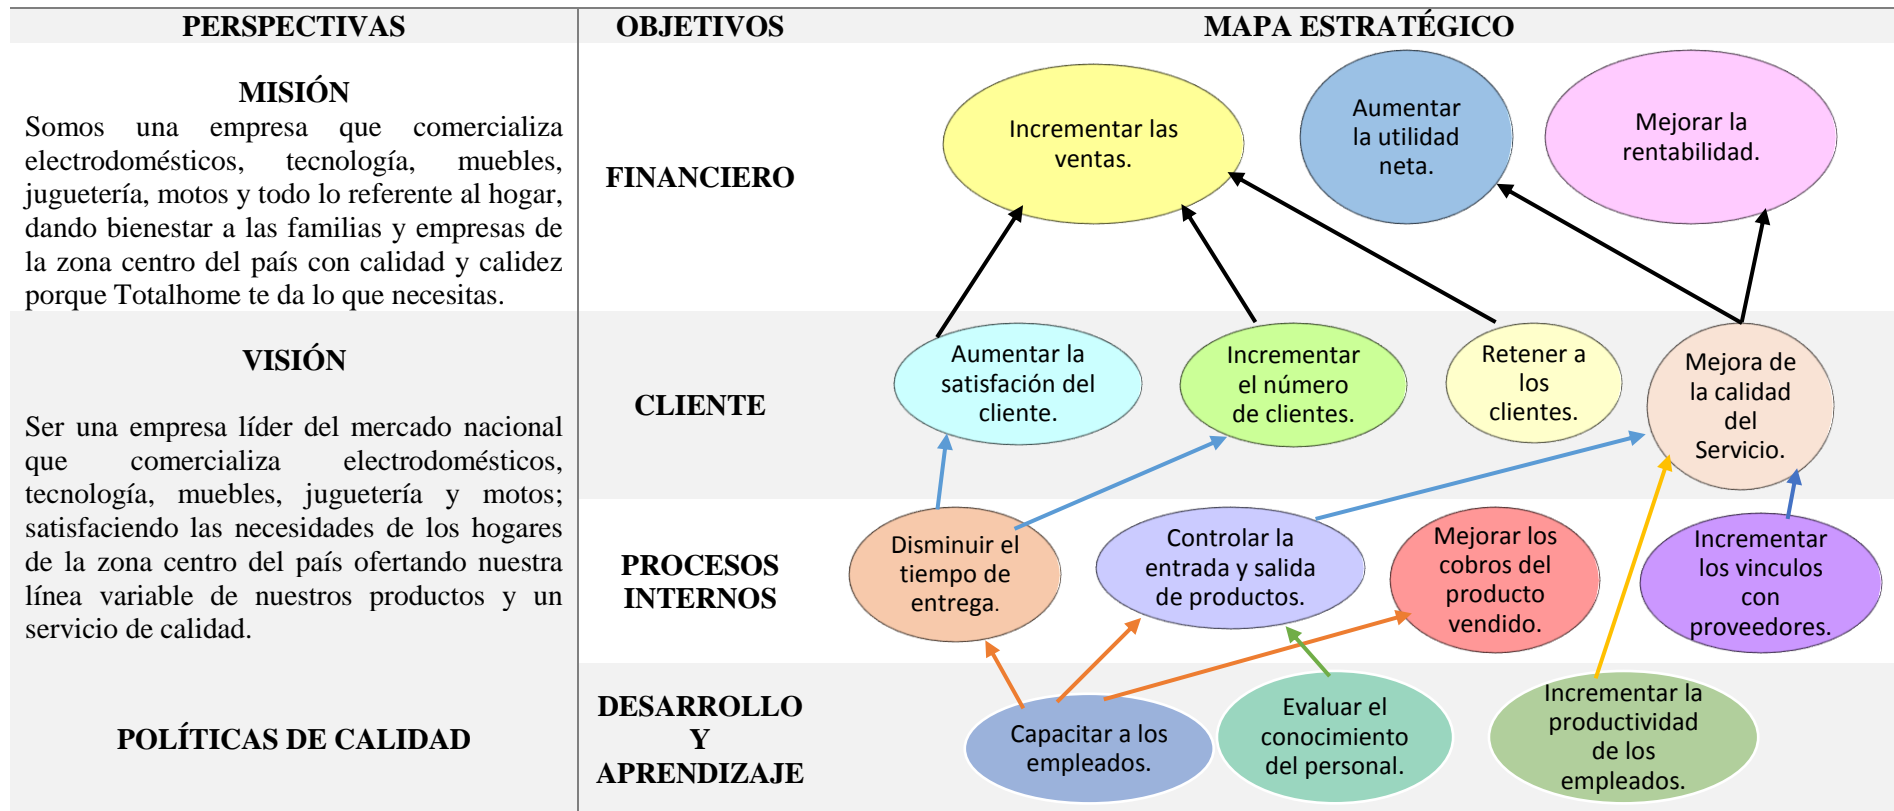 PERSPECTIVAS
OBJETIVOS
MAPA ESTRATÉGICO
MISIÓN
Somos una empresa que comercializa
electrodomésticos, tecnología, muebles,
juguetería, motos y todo lo referente al hogar,
dando bienestar a las familias y empresas de
la zona centro del país con calidad y calidez
porque Totalhome te da lo que necesitas.
FINANCIERO
Incrementar las
ventas.
Aumentar
la utilidad
neta.
Mejorar la
rentabilidad.
VISIÓN
Ser una empresa líder del mercado nacional
que comercializa electrodomésticos,
tecnología, muebles, juguetería y motos;
satisfaciendo las necesidades de los hogares
de la zona centro del país ofertando nuestra
línea variable de nuestros productos y un
servicio de calidad.
CLIENTE
Aumentar la
satisfacción del
cliente.
Incrementar
el número
de clientes.
Retener a
los
clientes.
Mejora de
la calidad
del
Servicio.
PROCESOS
INTERNOS
Disminuir el
tiempo de
entrega.
Controlar la
entrada y salida
de productos.
Mejorar los
cobros del
producto
vendido.
Incrementar
los vinculos
con
proveedores.
POLÍTICAS DE CALIDAD
DESARROLLO
Y
APRENDIZAJE
Capacitar a los
empleados.
Evaluar el
conocimiento
del personal.
Incrementar la
productividad
de los
empleados.